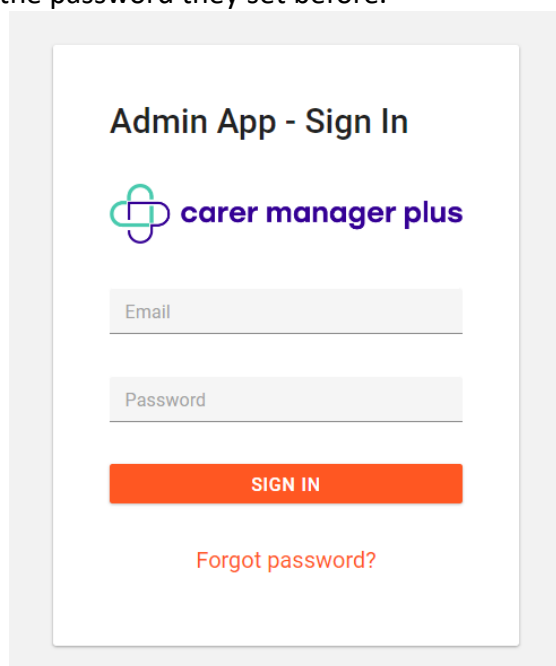 the password they set before.
Admin App - Sign In
carer manager plus
Email
Password
SIGN IN
Forgot password?